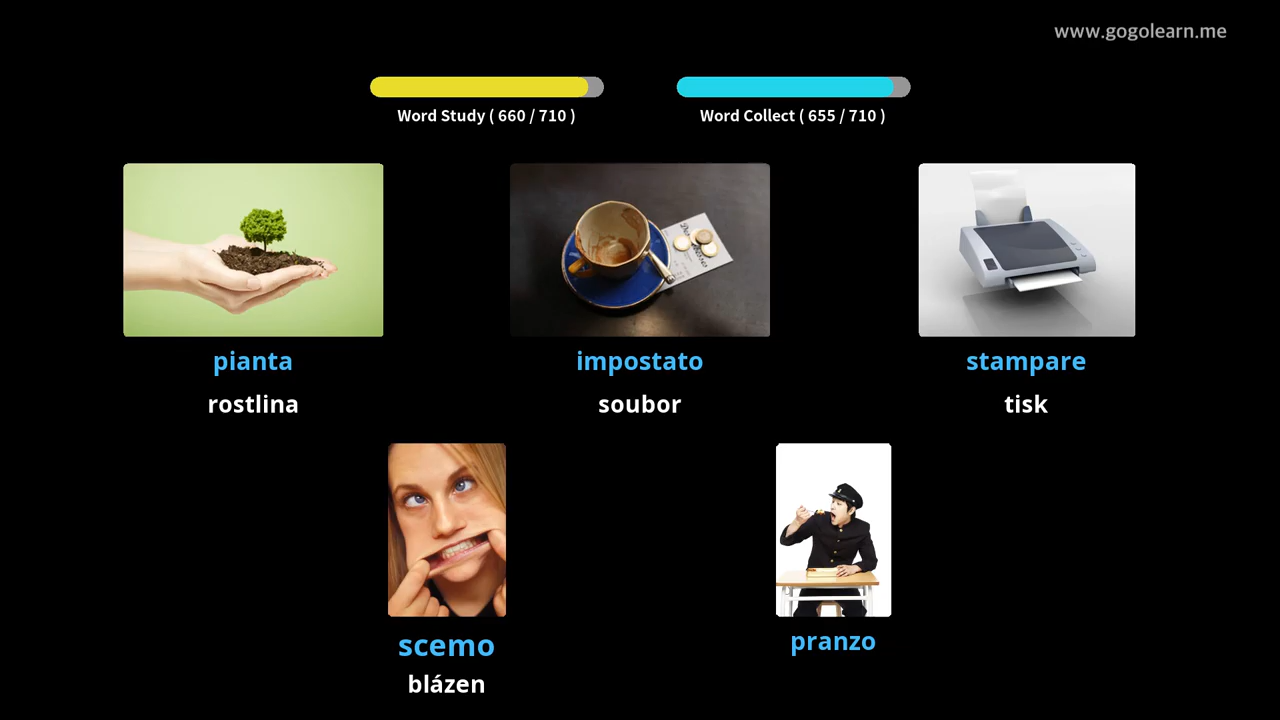 www.gogolearn.me
Word Study ( 660 / 710 )
Word Collect ( 655 / 710 )
pianta
impostato
stampare
rostlina
soubor
tisk
scemo
pranzo
blázen